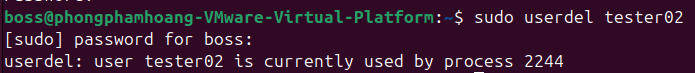 boss@phongphamhoang-VMware-Virtual-Platform:~$ sudo userdel tester02
[sudo] password for boss:
userdel: user tester02 is currently used by process 2244